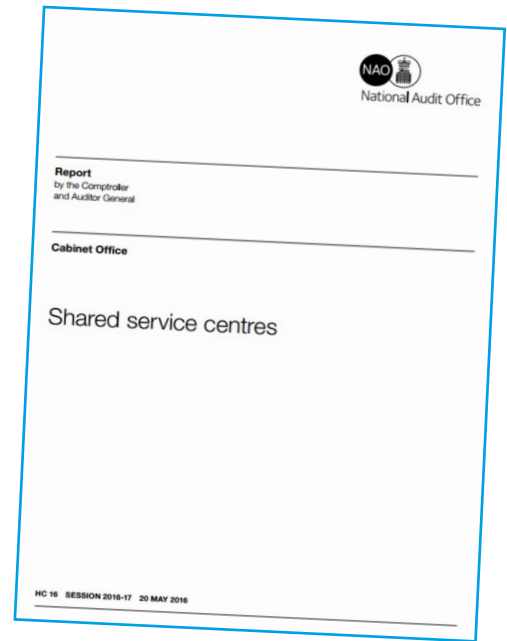 NAO
National Audit Office
Report
by the Comptroller
and Auditor General
Cabinet Office
Shared service centres
HC 16 SESSION 2016-17 20 MAY 2016